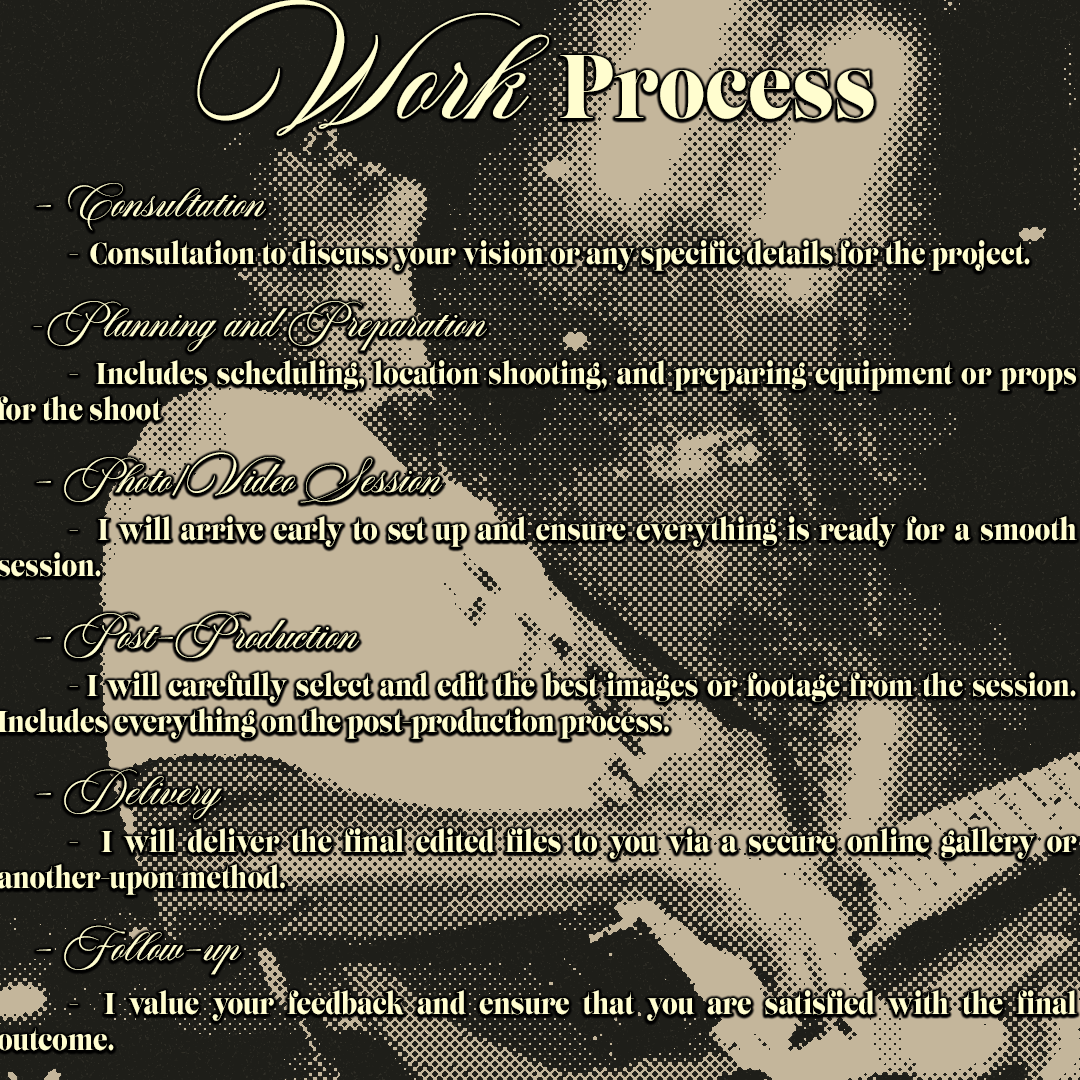 Work Process
- Consultation
- Consultation to discuss your vision or any specific details for the project.
- Planning and Preparation
- Includes scheduling, location shooting, and preparing equipment or props
for the shoot
- Photo/Video Session
- I will arrive early to set up and ensure everything is ready for a smooth
session.
- Post-Production
- I will carefully select and edit the best images or footage from the session.
Includes everything on the post-production process.
- Delivery
- I will deliver the final edited files to you via a secure online gallery or
another-upon method.
- Follow-up
- I value your feedback and ensure that you are satisfied with the final
outcome.